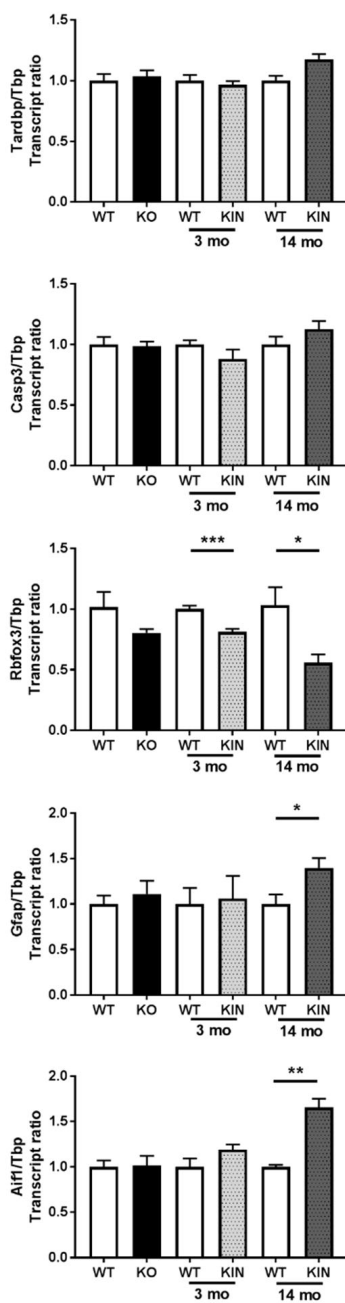 Tardbp/Tbp
Transcript ratio
1.5
1.0
0.5
0.0
WT KO WT KIN WT KIN
3 mo 14 mo
Casp3/Tbp
Transcript ratio
1.5
1.0
0.5
0.0
WT KO WT KIN WT KIN
3 mo 14 mo
Rbfox3/Tbp
Transcript ratio
*** *
1.5
1.0
0.5
0.0
WT KO WT KIN WT KIN
3 mo 14 mo
Gfap/Tbp
Transcript ratio
*
2.0
1.5
1.0
0.5
0.0
WT KO WT KIN WT KIN
3 mo 14 mo
Aif1/Tbp
Transcript ratio
**
2.0
1.5
1.0
0.5
0.0
WT KO WT KIN WT KIN
3 mo 14 mo